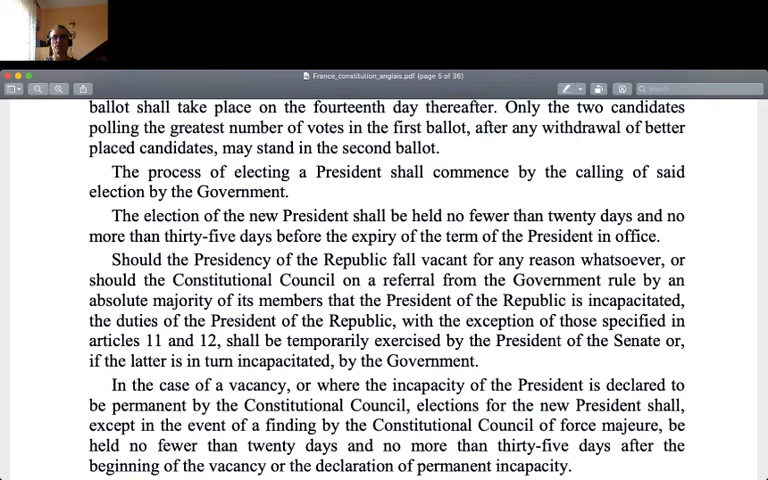 France_constitution_anglais.pdf (page 5 of 36)
Search
ballot shall take place on the fourteenth day thereafter. Only the two candidates
polling the greatest number of votes in the first ballot, after any withdrawal of better
placed candidates, may stand in the second ballot.
The process of electing a President shall commence by the calling of said
election by the Government.
The election of the new President shall be held no fewer than twenty days and no
more than thirty-five days before the expiry of the term of the President in office.
Should the Presidency of the Republic fall vacant for any reason whatsoever, or
should the Constitutional Council on a referral from the Government rule by an
absolute majority of its members that the President of the Republic is incapacitated,
the duties of the President of the Republic, with the exception of those specified in
articles 11 and 12, shall be temporarily exercised by the President of the Senate or,
if the latter is in turn incapacitated, by the Government.
In the case of a vacancy, or where the incapacity of the President is declared to
be permanent by the Constitutional Council, elections for the new President shall,
except in the event of a finding by the Constitutional Council of force majeure, be
held no fewer than twenty days and no more than thirty-five days after the
beginning of the vacancy or the declaration of permanent incapacity.